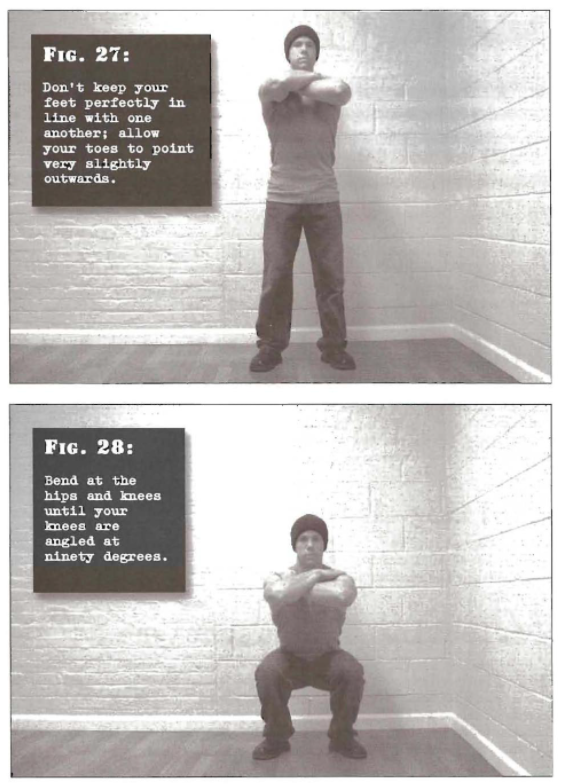 FIG. 27:
Don't keep your
feet perfectly in
line with one
another; allow
your toes to point
very slightly
outwards.
FIG. 28:
Bend at the
hips and knees
until your
knees are
angled at
ninety degrees.